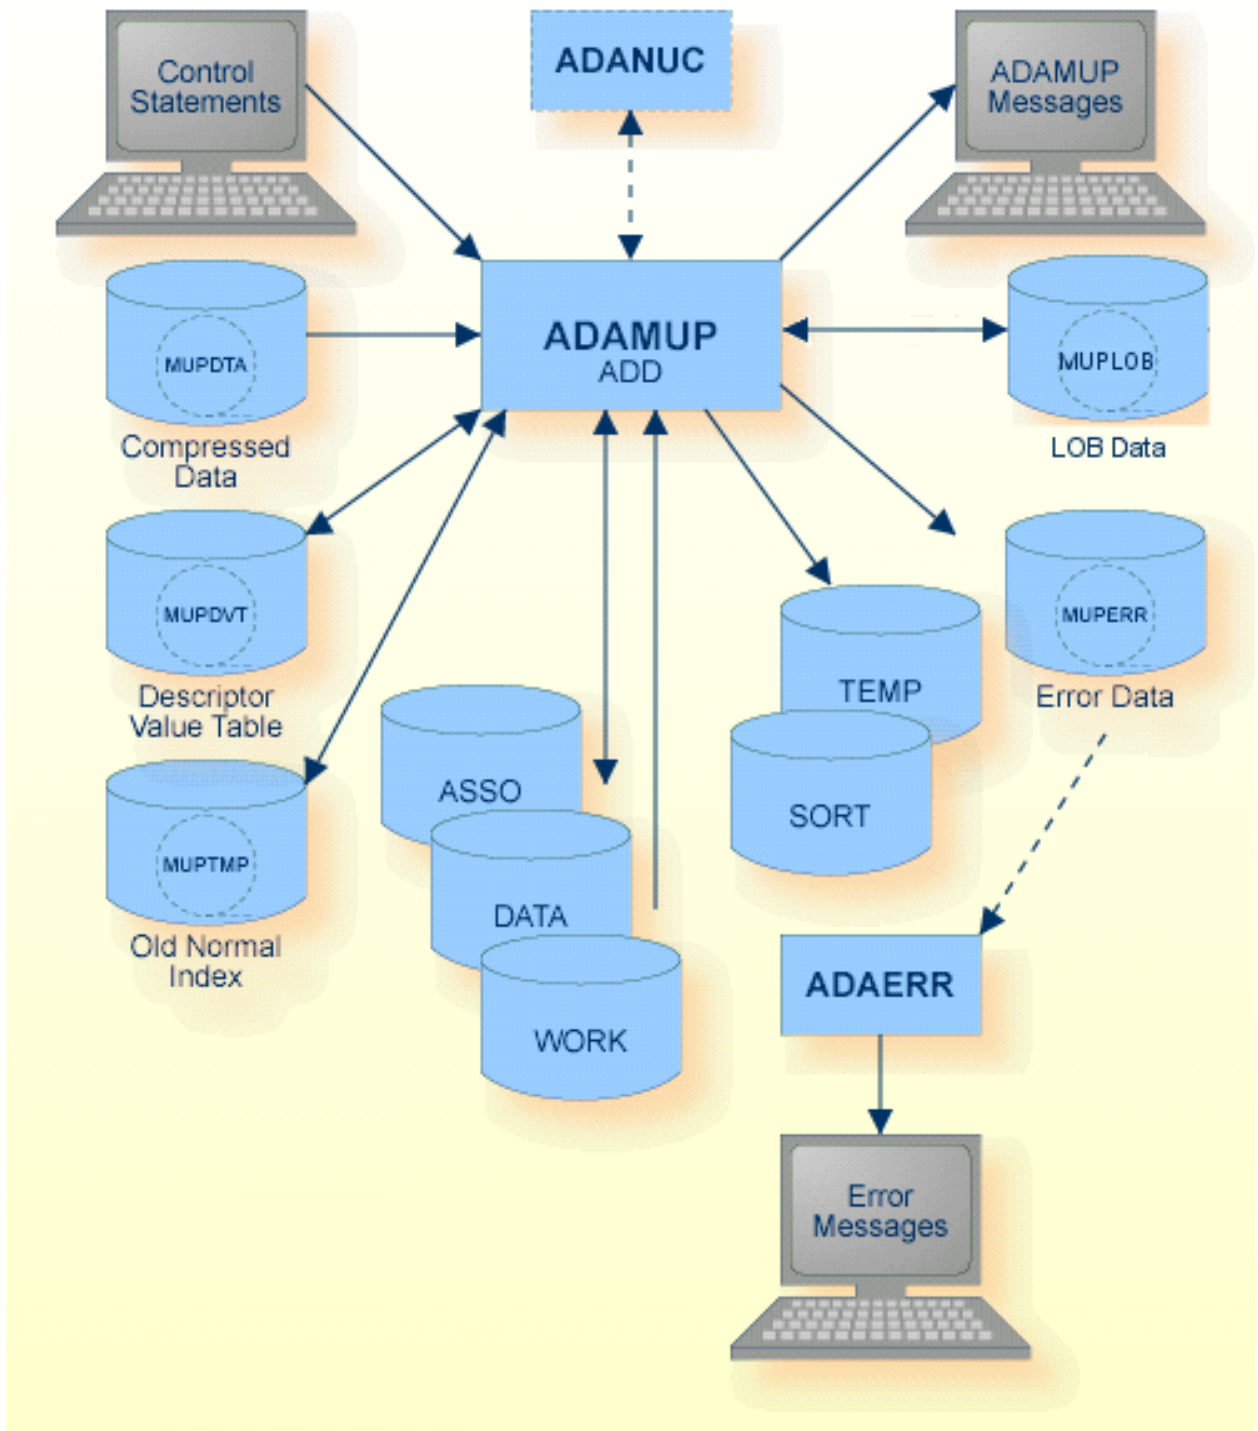 Control
Statements
ADANUC
ADAMUP
Messages
ADAMUP
ADD
MUPDTA
Compressed
Data
MUPLOB
LOB Data
MUPDVT
Descriptor
Value Table
MUPERR
Error Data
TEMP
SORT
MUPTMP
Old Normal
Index
ASSO
DATA
WORK
ADAERR
Error
Messages